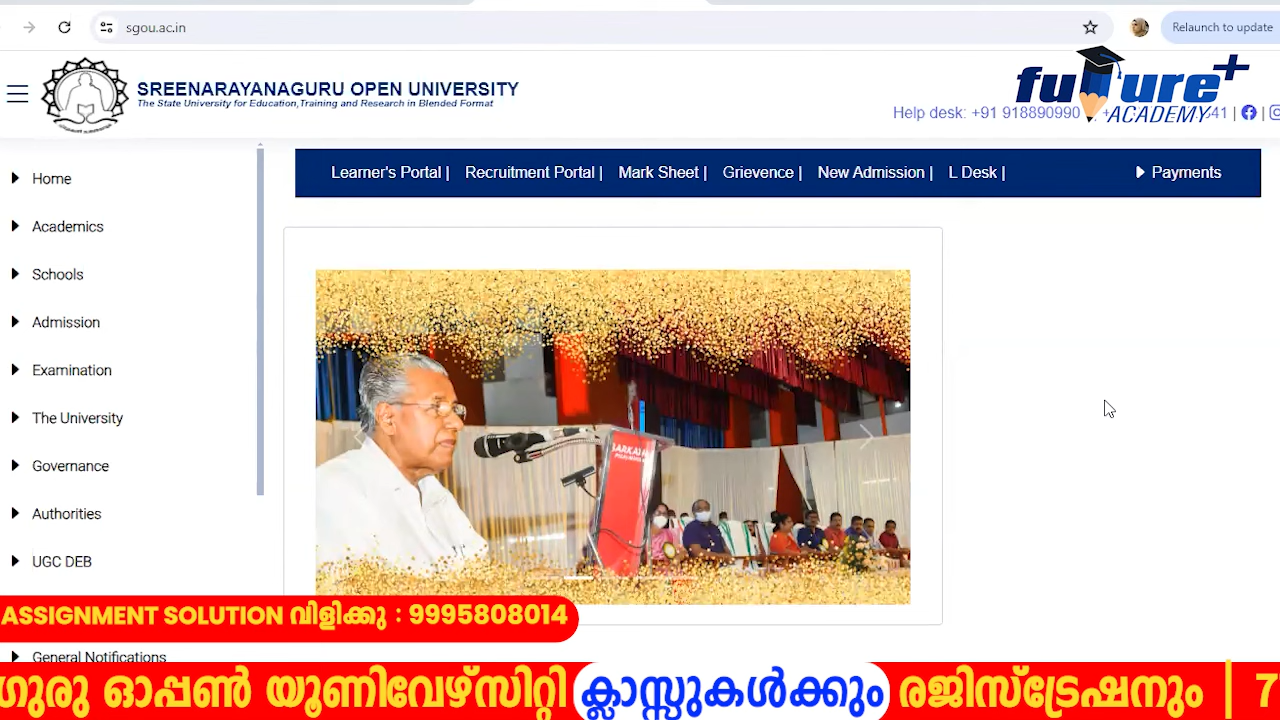 sgou.ac.in
Relaunch to update
SREENARAYANAGURU OPEN UNIVERSITY
The State University for Education,Training and Research in Blended Format
future+
ACADEMY
Help desk: +91 918890990
41 |
Learner's Portal | Recruitment Portal | Mark Sheet | Grievence | New Admission | L Desk | Payments
Home
Academics
Schools
Admission
Examination
The University
Governance
Authorities
UGC DEB
ASSIGNMENT SOLUTION വിളിക്കു : 9995808014
General Notifications
ഗുരു ഓപ്പൺ യൂണിവേഴ്സിറ്റി ക്ലാസ്സുകൾക്കും രജിസ്ട്രേഷനും | 7